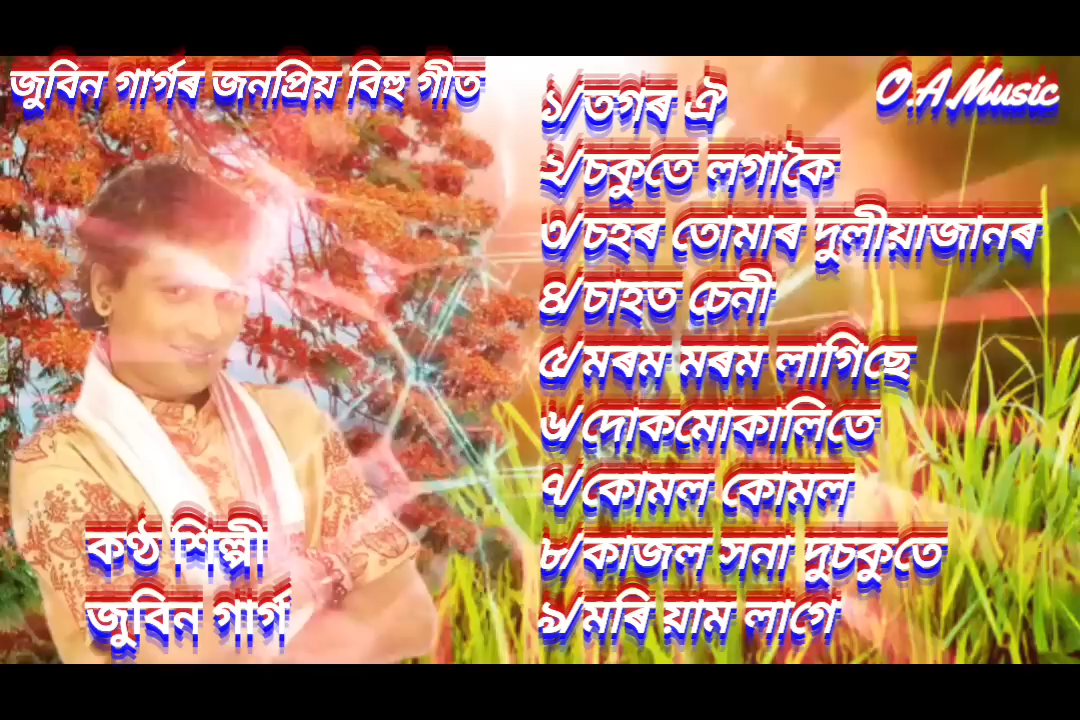 জুবিন গাৰ্গৰ জনপ্ৰিয় বিহু গীত
O.A.Music
১/তগৰ ঐ
২/চকুতে লগাকৈ
৩/চহৰ তোমাৰ দুলীয়াজানৰ
৪/চাহত চেনী
৫/মৰম মৰম লাগিছে
৬/দোকমোকালিতে
৭/কোমল কোমল
৮/কাজল সনা দুচকুতে
৯/মৰি য়াম লাগে
কণ্ঠ শিল্পী
জুবিন গাৰ্গ